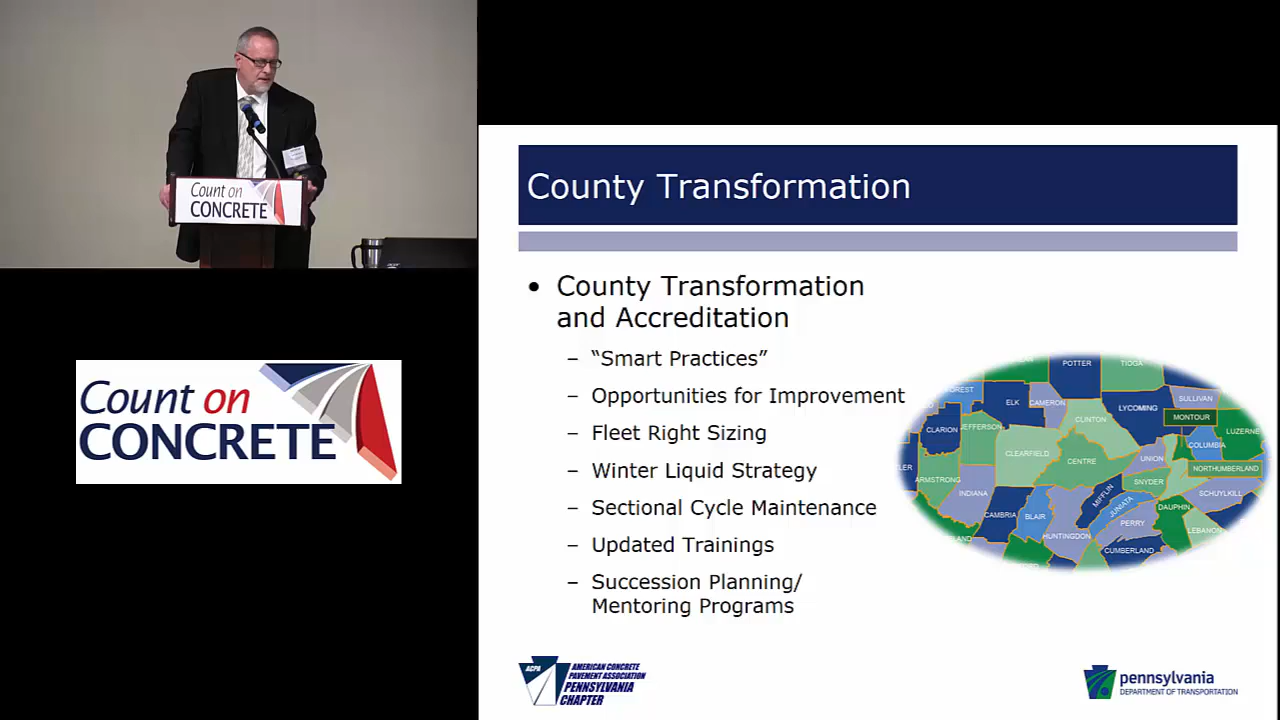 Count on
CONCRETE
Count on
CONCRETE
County Transformation
• County Transformation
and Accreditation
– “Smart Practices”
– Opportunities for Improvement
– Fleet Right Sizing
– Winter Liquid Strategy
– Sectional Cycle Maintenance
– Updated Trainings
– Succession Planning/
Mentoring Programs
POTTER
TIOGA
ELK
CAMERON
SULLIVAN
LYCOMING
MONTOUR
CLINTON
CLARION
JEFFERSON
LUZERNE
COLUMBIA
CLEARFIELD
CENTRE
UNION
NORTHUMBERLAND
ARMSTRONG
SNYDER
INDIANA
MIFFLIN
SCHUYLKILL
JUNIATA
DAUPHIN
CAMBRIA
BLAIR
PERRY
LEBANON
HUNTINGDON
CUMBERLAND
ACPA
AMERICAN CONCRETE
PAVEMENT ASSOCIATION
PENNSYLVANIA
CHAPTER
pennsylvania
DEPARTMENT OF TRANSPORTATION